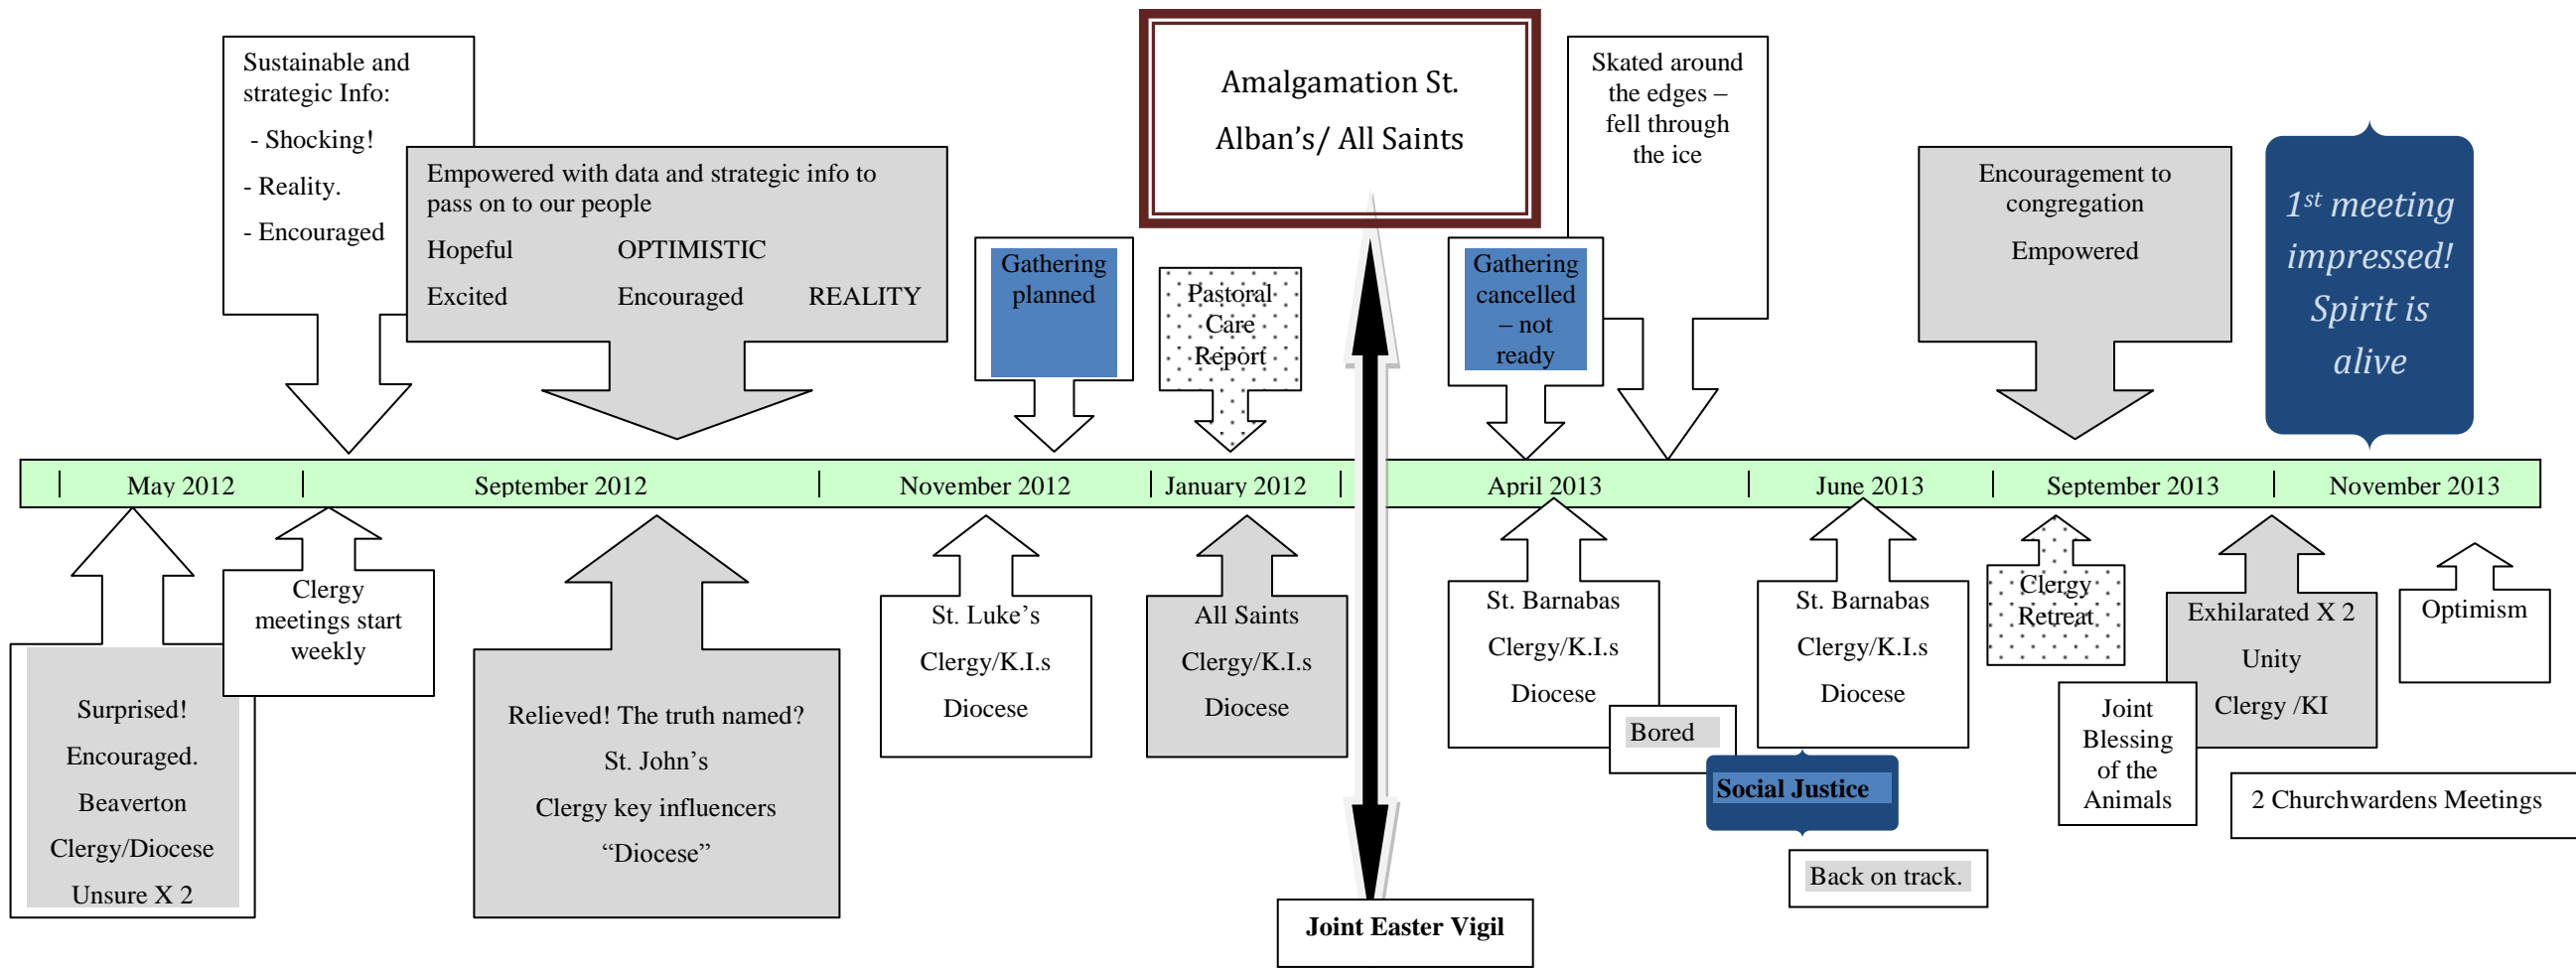 Sustainable and
strategic Info:
- Shocking!
- Reality.
- Encouraged
Empowered with data and strategic info to
pass on to our people
Hopeful OPTIMISTIC
Excited Encouraged REALITY
Gathering
planned
Pastoral
Care
Report
Amalgamation St.
Alban’s/ All Saints
Gathering
cancelled
– not
ready
Skated around
the edges –
fell through
the ice
Encouragement to
congregation
Empowered
1st meeting
impressed!
Spirit is
alive
May 2012
September 2012
November 2012
January 2012
April 2013
June 2013
September 2013
November 2013
Surprised!
Encouraged.
Beaverton
Clergy/Diocese
Unsure X 2
Clergy
meetings start
weekly
Relieved! The truth named?
St. John’s
Clergy key influencers
“Diocese”
St. Luke’s
Clergy/K.I.s
Diocese
All Saints
Clergy/K.I.s
Diocese
Joint Easter Vigil
St. Barnabas
Clergy/K.I.s
Diocese
Bored
Social Justice
St. Barnabas
Clergy/K.I.s
Diocese
Back on track.
Clergy
Retreat
Joint
Blessing
of the
Animals
Exhilarated X 2
Unity
Clergy /KI
2 Churchwardens Meetings
Optimism